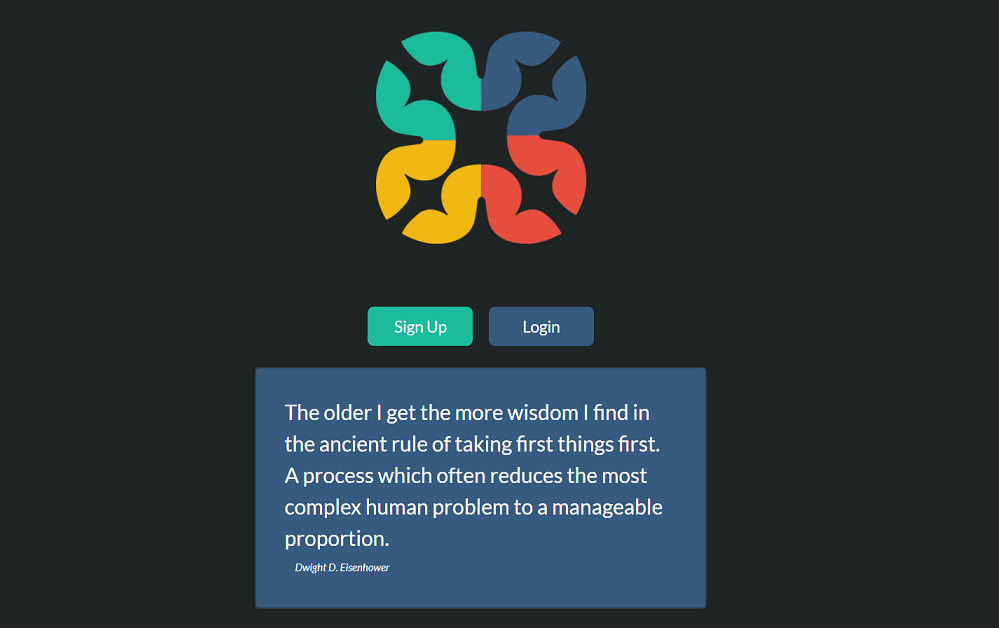 Sign Up
Login
The older I get the more wisdom I find in
the ancient rule of taking first things first.
A process which often reduces the most
complex human problem to a manageable
proportion.
Dwight D. Eisenhower